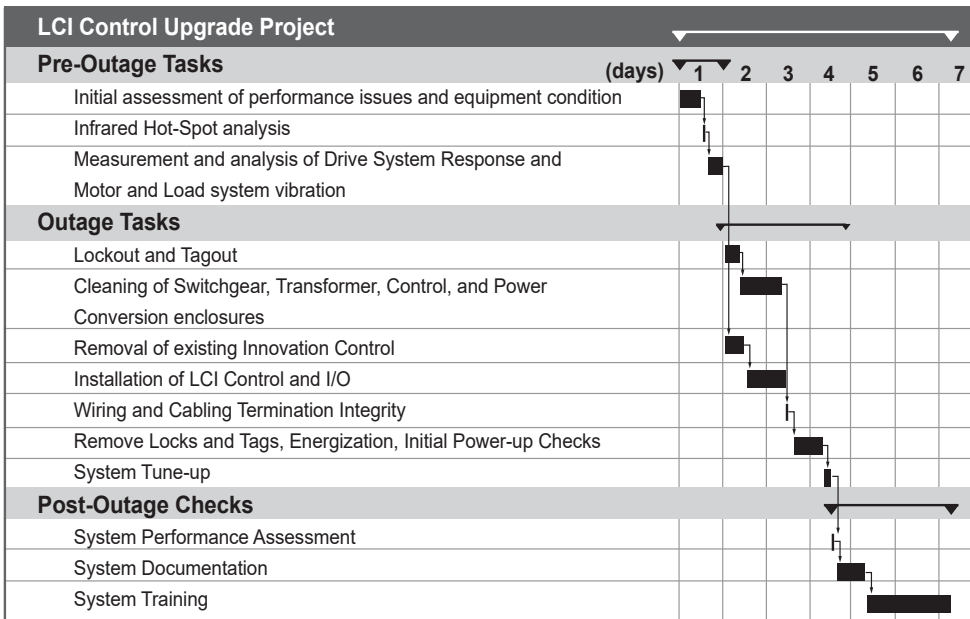 LCI Control Upgrade Project
Pre-Outage Tasks (days) 1 2 3 4 5 6 7
Initial assessment of performance issues and equipment condition
Infrared Hot-Spot analysis
Measurement and analysis of Drive System Response and
Motor and Load system vibration
Outage Tasks
Lockout and Tagout
Cleaning of Switchgear, Transformer, Control, and Power
Conversion enclosures
Removal of existing Innovation Control
Installation of LCI Control and I/O
Wiring and Cabling Termination Integrity
Remove Locks and Tags, Energization, Initial Power-up Checks
System Tune-up
Post-Outage Checks
System Performance Assessment
System Documentation
System Training